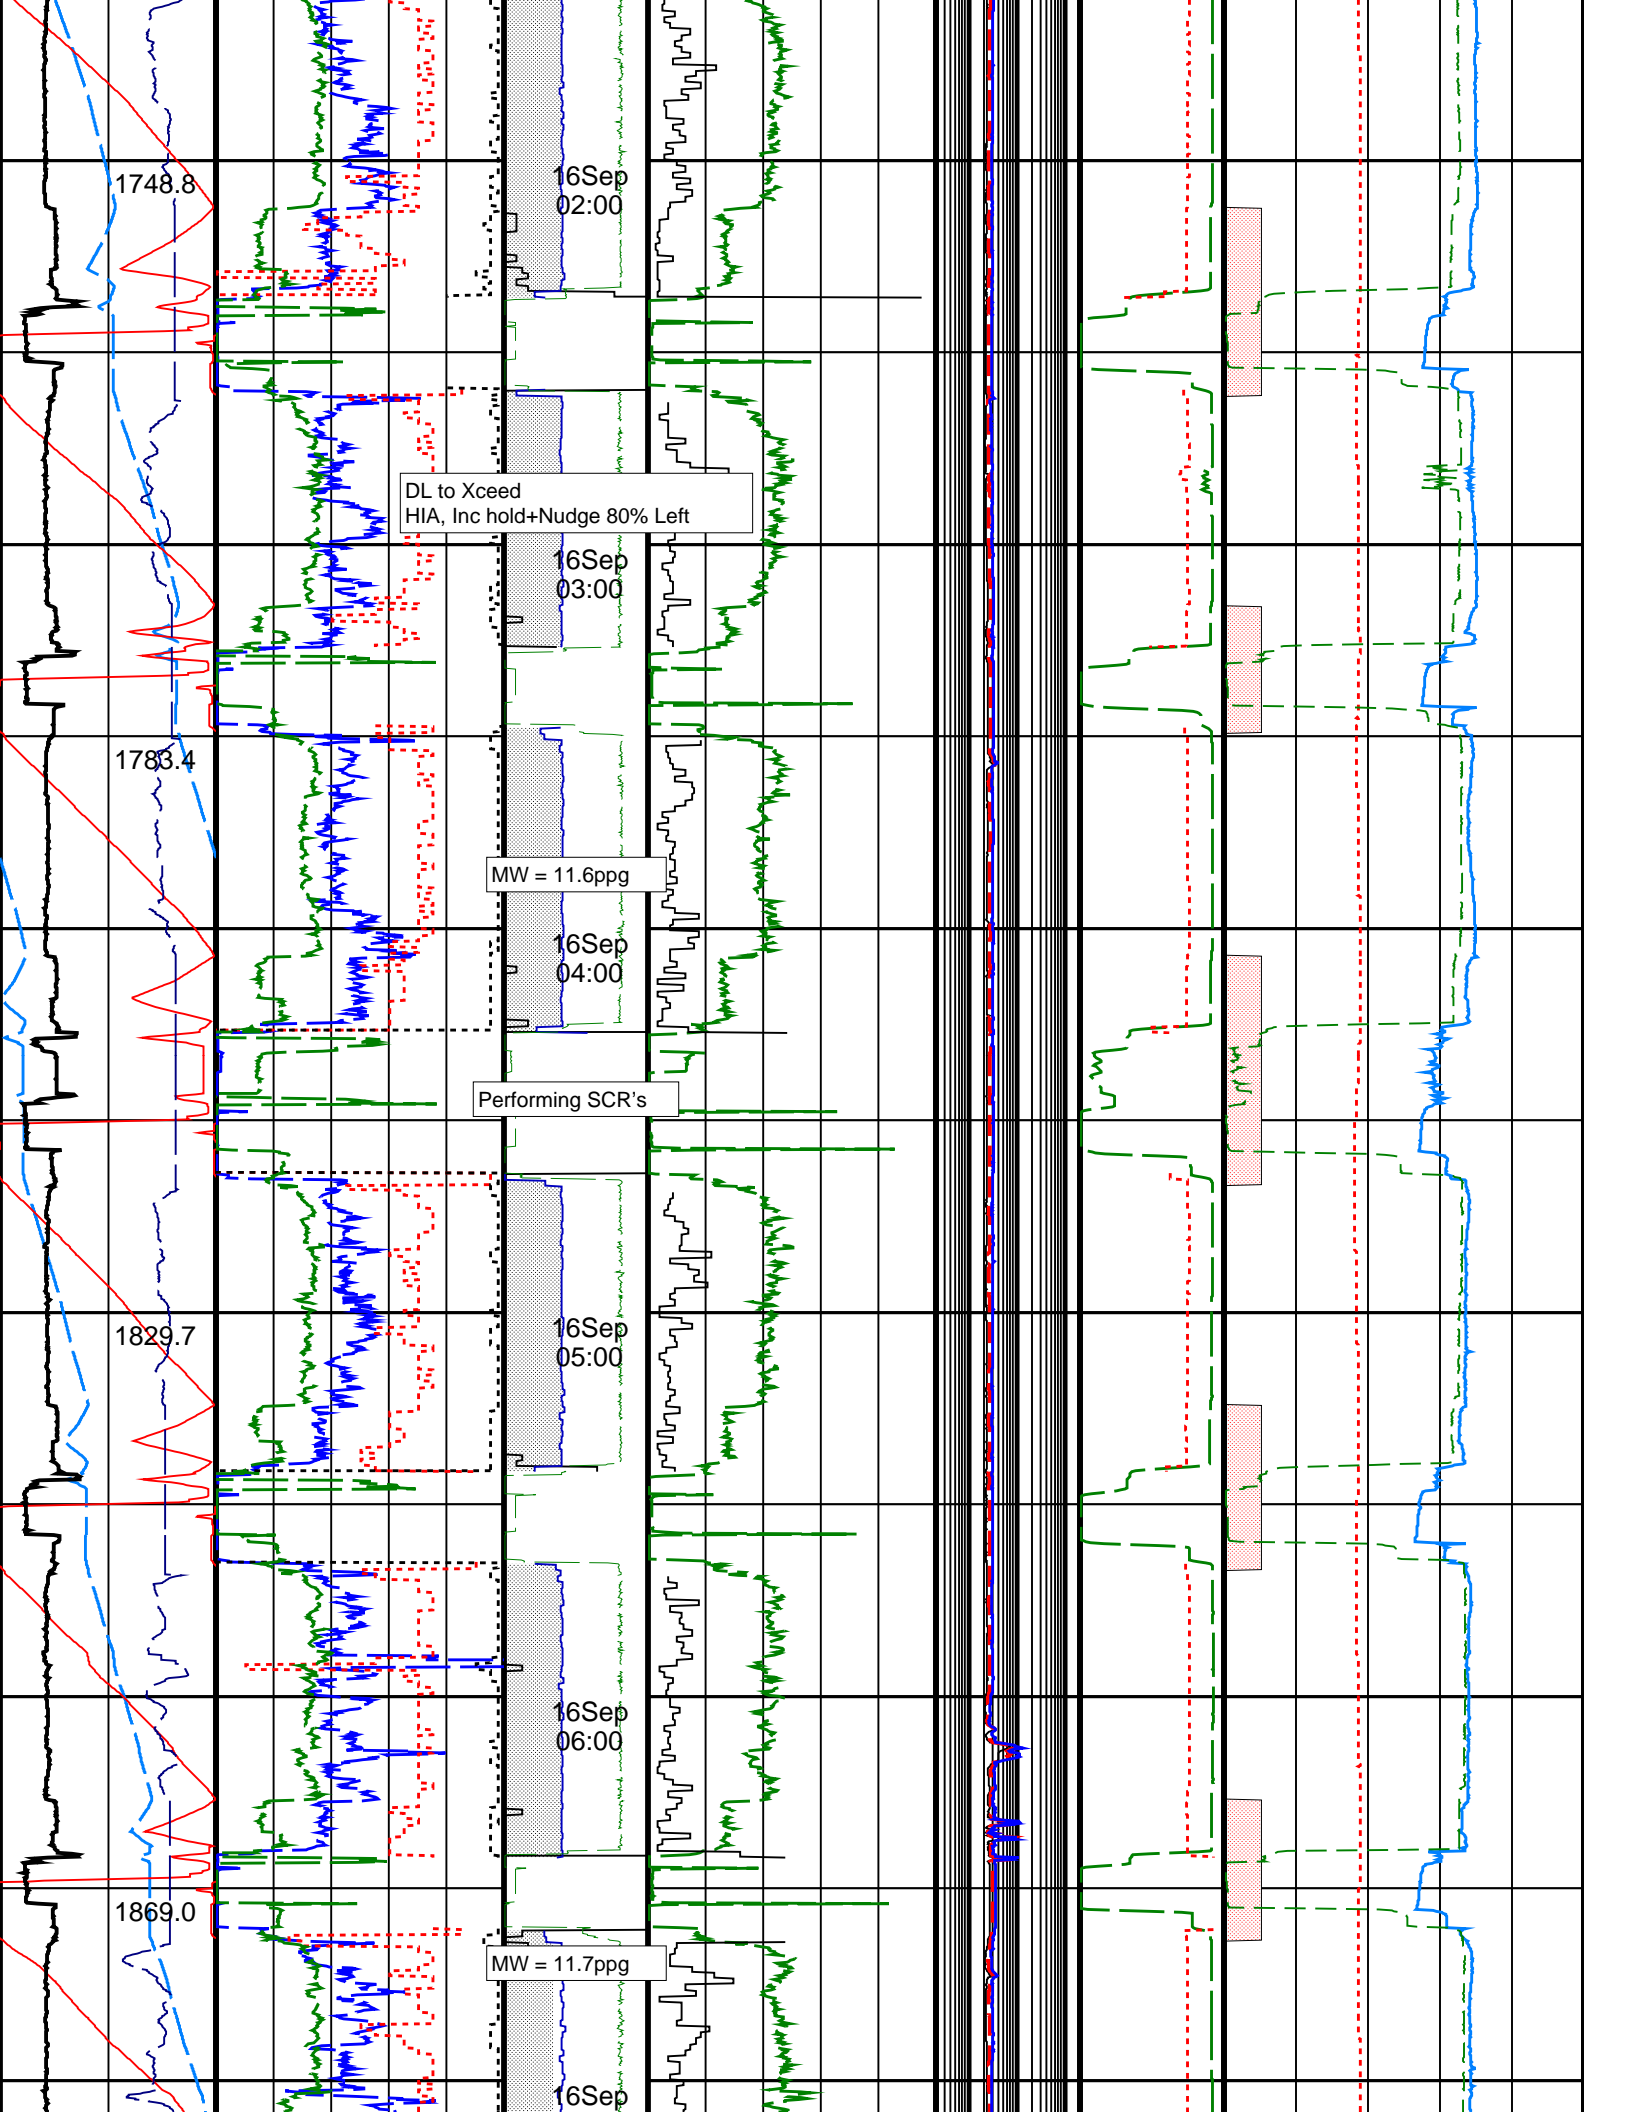 1748.8
16Sep
02:00
DL to Xceed
HIA, Inc hold+Nudge 80% Left
16Sep
03:00
1783.4
MW = 11.6ppg
16Sep
04:00
Performing SCR's
1829.7
16Sep
05:00
16Sep
06:00
1869.0
MW = 11.7ppg
16Sep